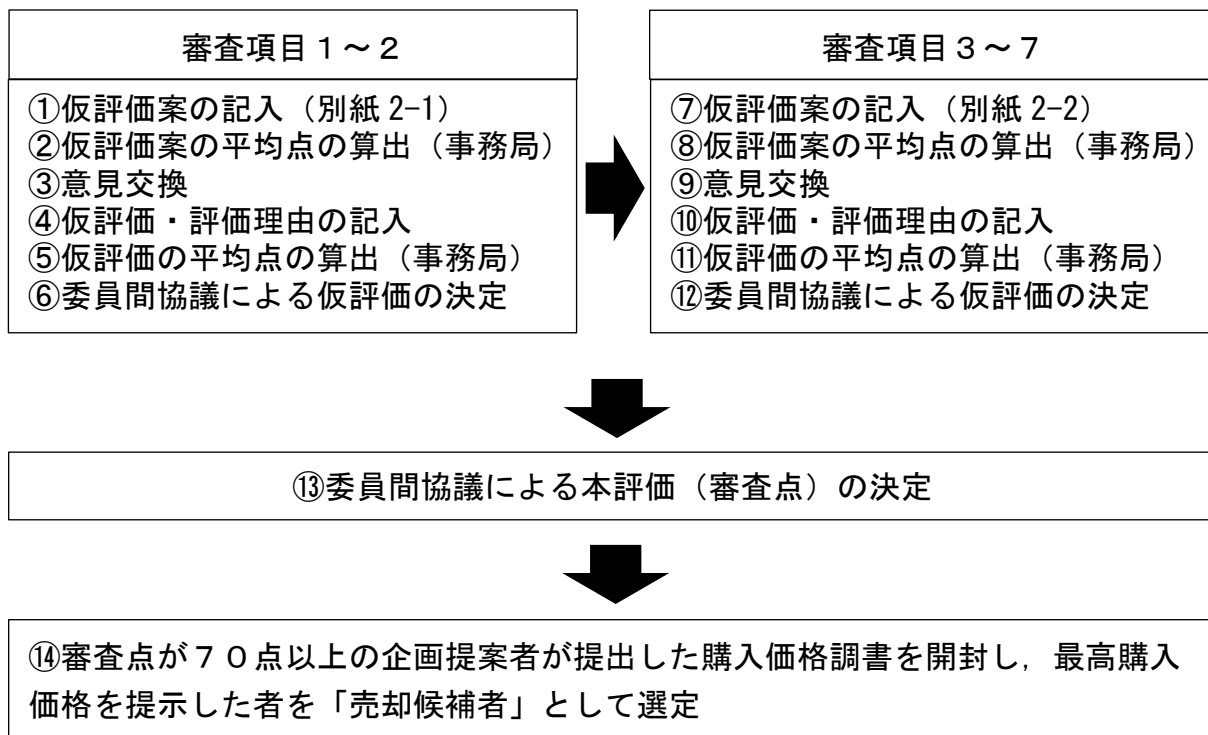 審査項目１～２
①仮評価案の記入（別紙 2-1）
②仮評価案の平均点の算出（事務局）
③意見交換
④仮評価・評価理由の記入
⑤仮評価の平均点の算出（事務局）
⑥委員間協議による仮評価の決定
審査項目３～７
⑦仮評価案の記入（別紙 2-2）
⑧仮評価案の平均点の算出（事務局）
⑨意見交換
⑩仮評価・評価理由の記入
⑪仮評価の平均点の算出（事務局）
⑫委員間協議による仮評価の決定
⑬委員間協議による本評価（審査点）の決定
⑭審査点が７０点以上の企画提案者が提出した購入価格調書を開封し，最高購入
価格を提示した者を「売却候補者」として選定